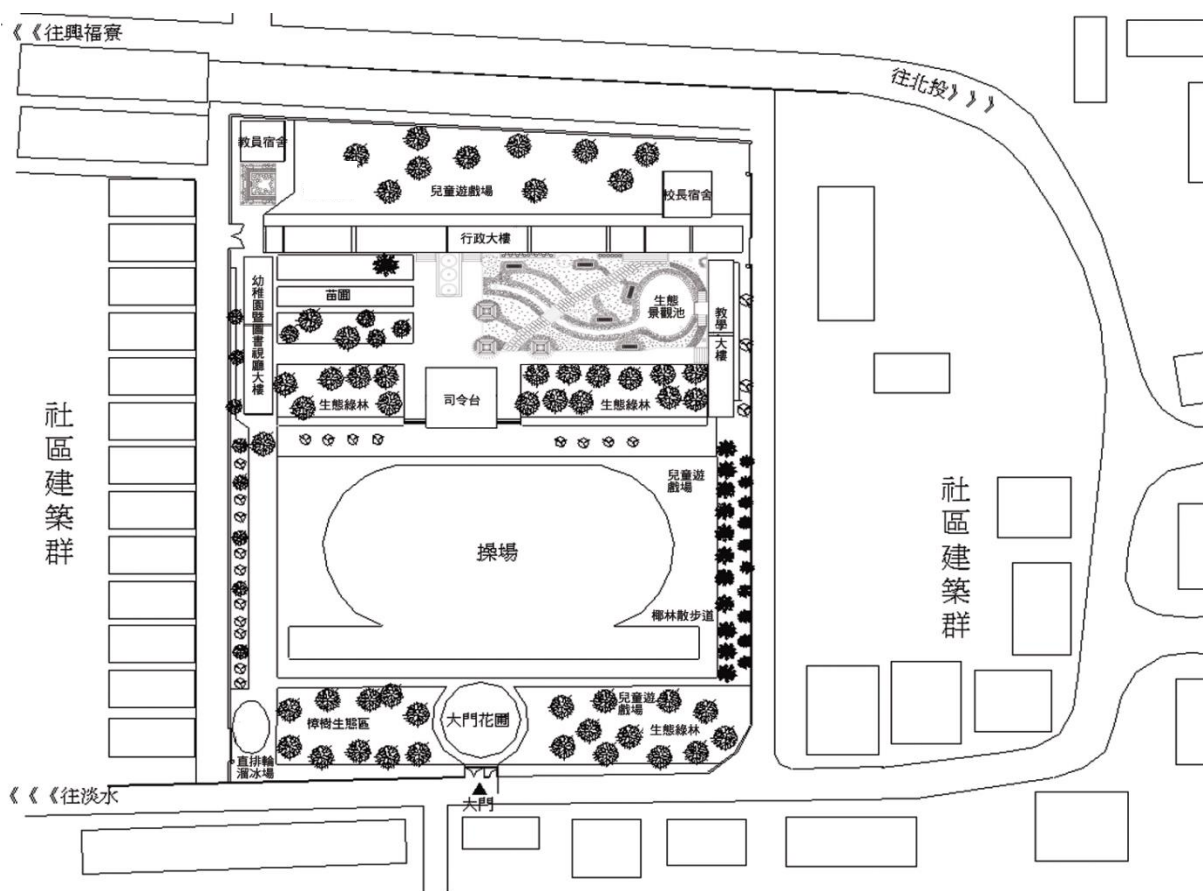 《《往興福寮
往北投》》》
教員宿舍
兒童遊戲場
校長宿舍
行政大樓
幼稚園暨圖書視廳大樓
苗圃
生態
景觀池
教學大樓
生態綠林
司令台
生態綠林
社區建築群
兒童遊
戲場
操場
社區建築群
椰林散步道
樟樹生態區
大門花圃
兒童遊
戲場
生態綠林
直排輪
溜冰場
《《《往淡水
大門